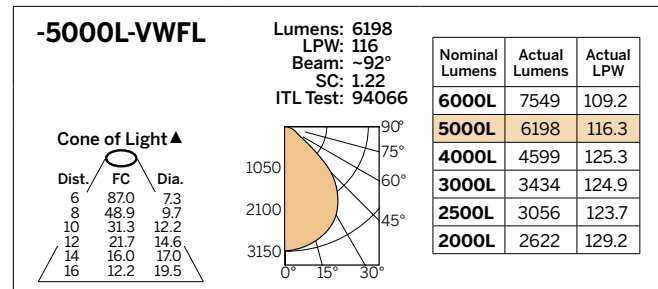 -5000L-VWFL
Lumens: 6198
LPW: 116
Beam: ~92°
SC: 1.22
ITL Test: 94066
Cone of Light▲
Dist. FC Dia.
6 87.0 7.3
8 48.9 9.7
10 31.3 12.2
12 21.7 14.6
14 16.0 17.0
16 12.2 19.5
90°
75°
60°
45°
1050
2100
3150
0° 15° 30°
Nominal Lumens Actual Lumens Actual LPW
6000L 7549 109.2
5000L 6198 116.3
4000L 4599 125.3
3000L 3434 124.9
2500L 3056 123.7
2000L 2622 129.2